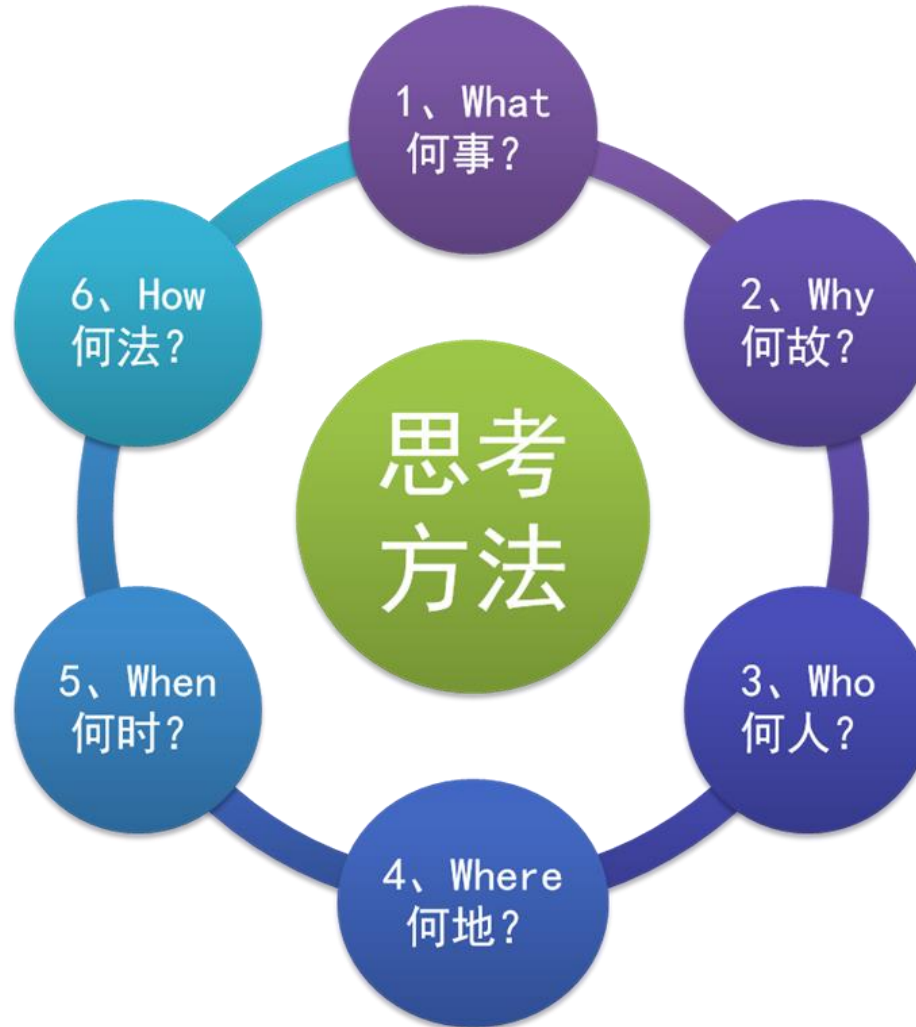 1、What
何事?
2、Why
何故?
3、Who
何人?
4、Where
何地?
5、When
何时?
6、How
何法?
思考
方法